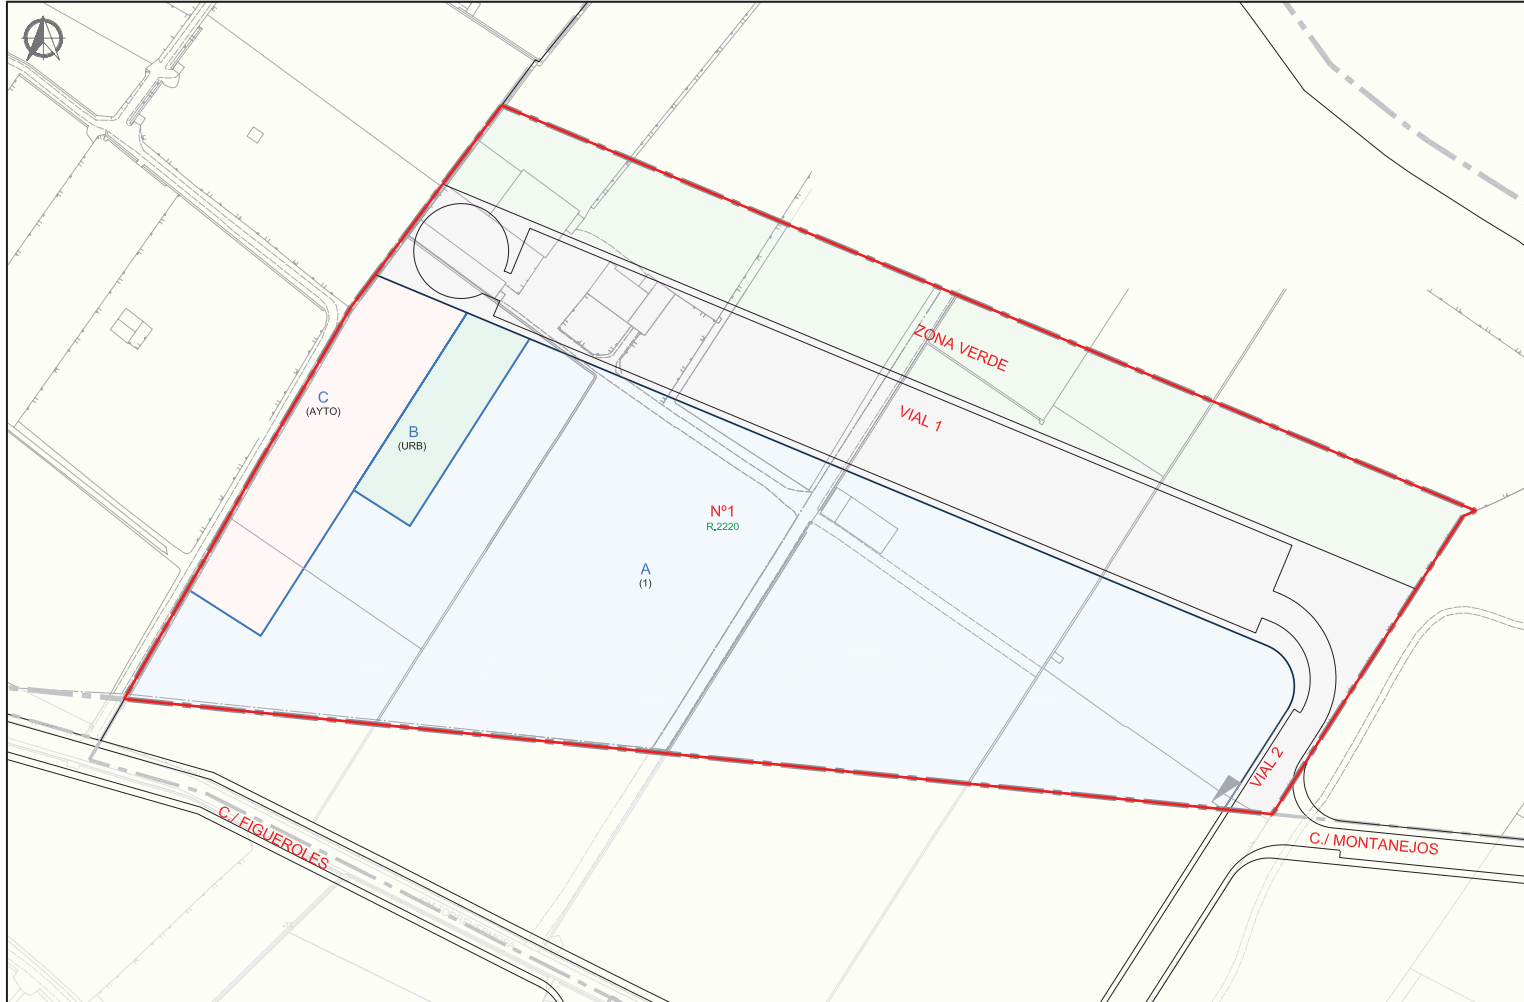 ZONA VERDE
VIAL 1
C
(AYTO)
B
(URB)
Nº1
R.2220
A
(1)
VIAL 2
C./ FIGUEROLES
C./ MONTANEJOS